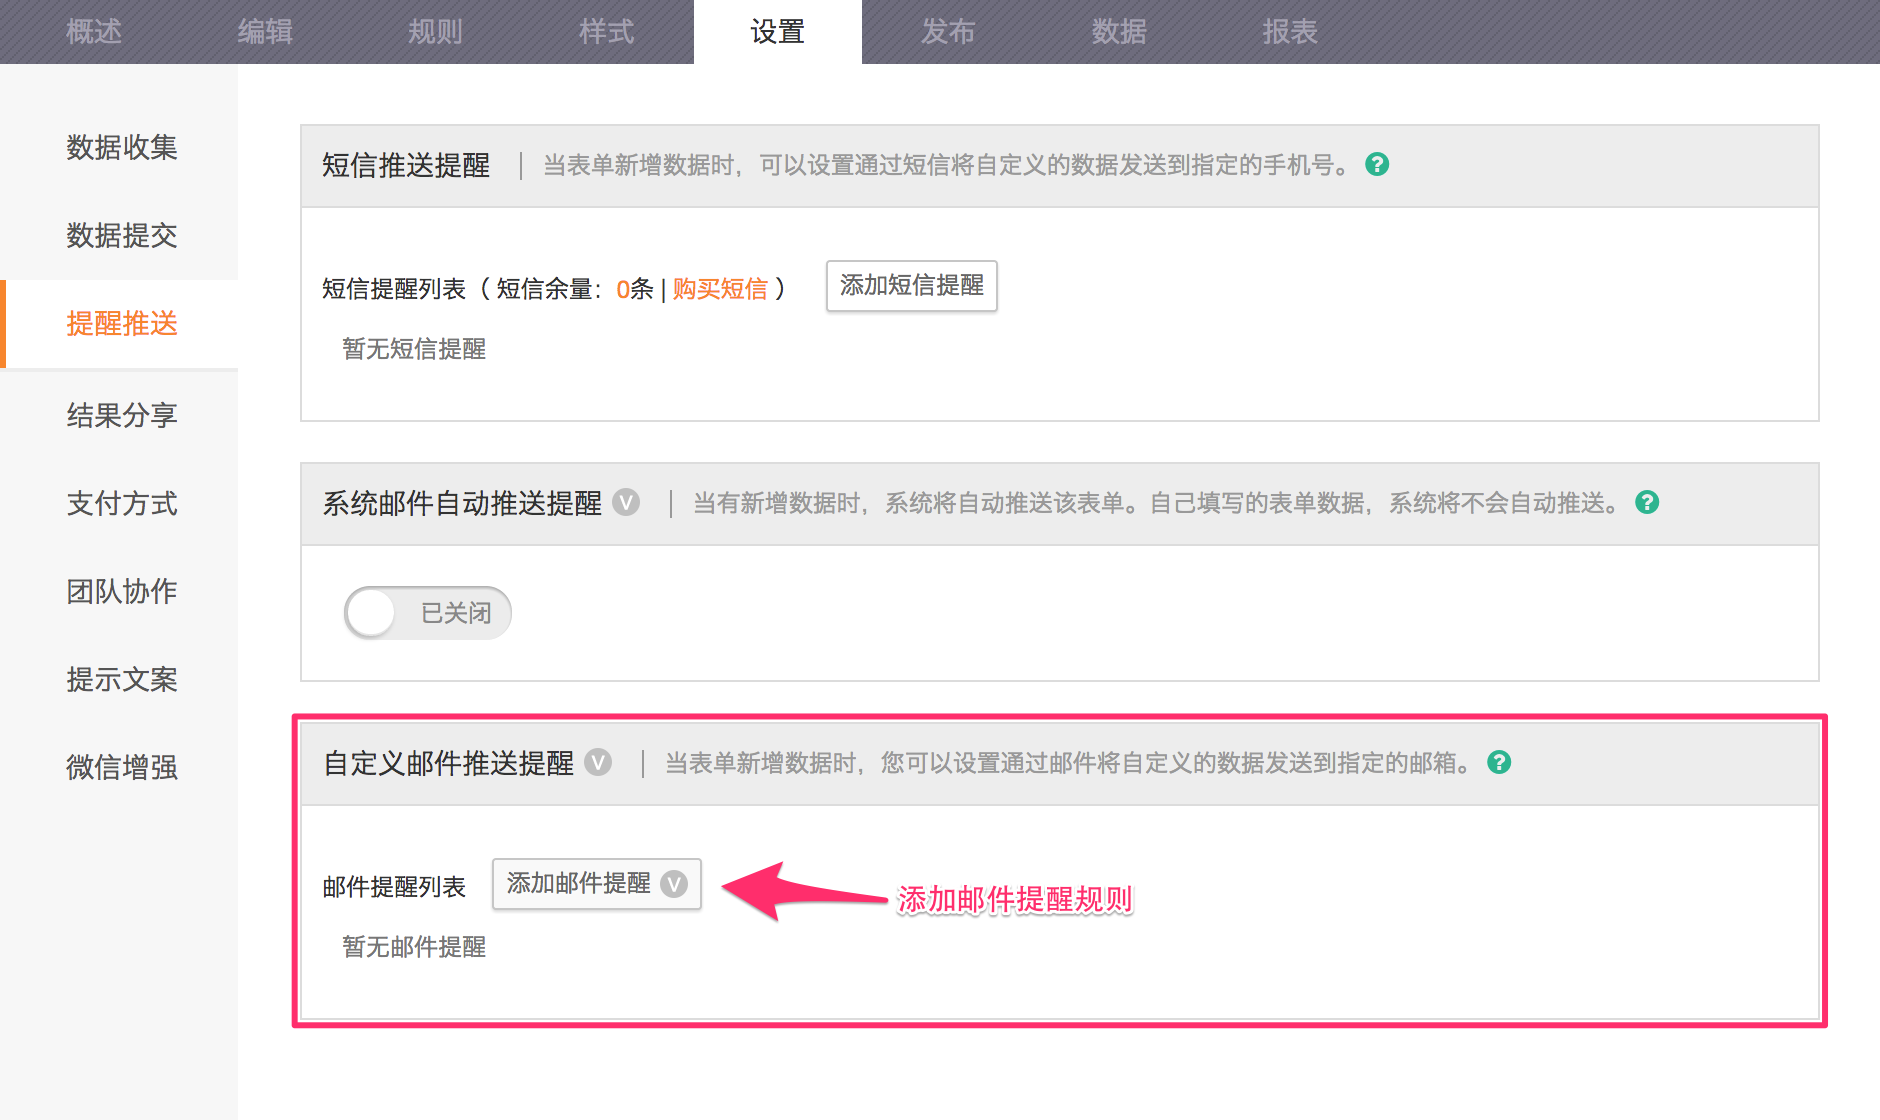 概述 编辑 规则 样式 设置 发布 数据 报表
数据收集
数据提交
提醒推送
结果分享
支付方式
团队协作
提示文案
微信增强
短信推送提醒 | 当表单新增数据时，可以设置通过短信将自定义的数据发送到指定的手机号。 ?
短信提醒列表（ 短信余量：0条 | 购买短信 ） 添加短信提醒
暂无短信提醒
系统邮件自动推送提醒 V | 当有新增数据时，系统将自动推送该表单。自己填写的表单数据，系统将不会自动推送。 ?
已关闭
自定义邮件推送提醒 V | 当表单新增数据时，您可以设置通过邮件将自定义的数据发送到指定的邮箱。 ?
邮件提醒列表 添加邮件提醒 V 添加邮件提醒规则
暂无邮件提醒